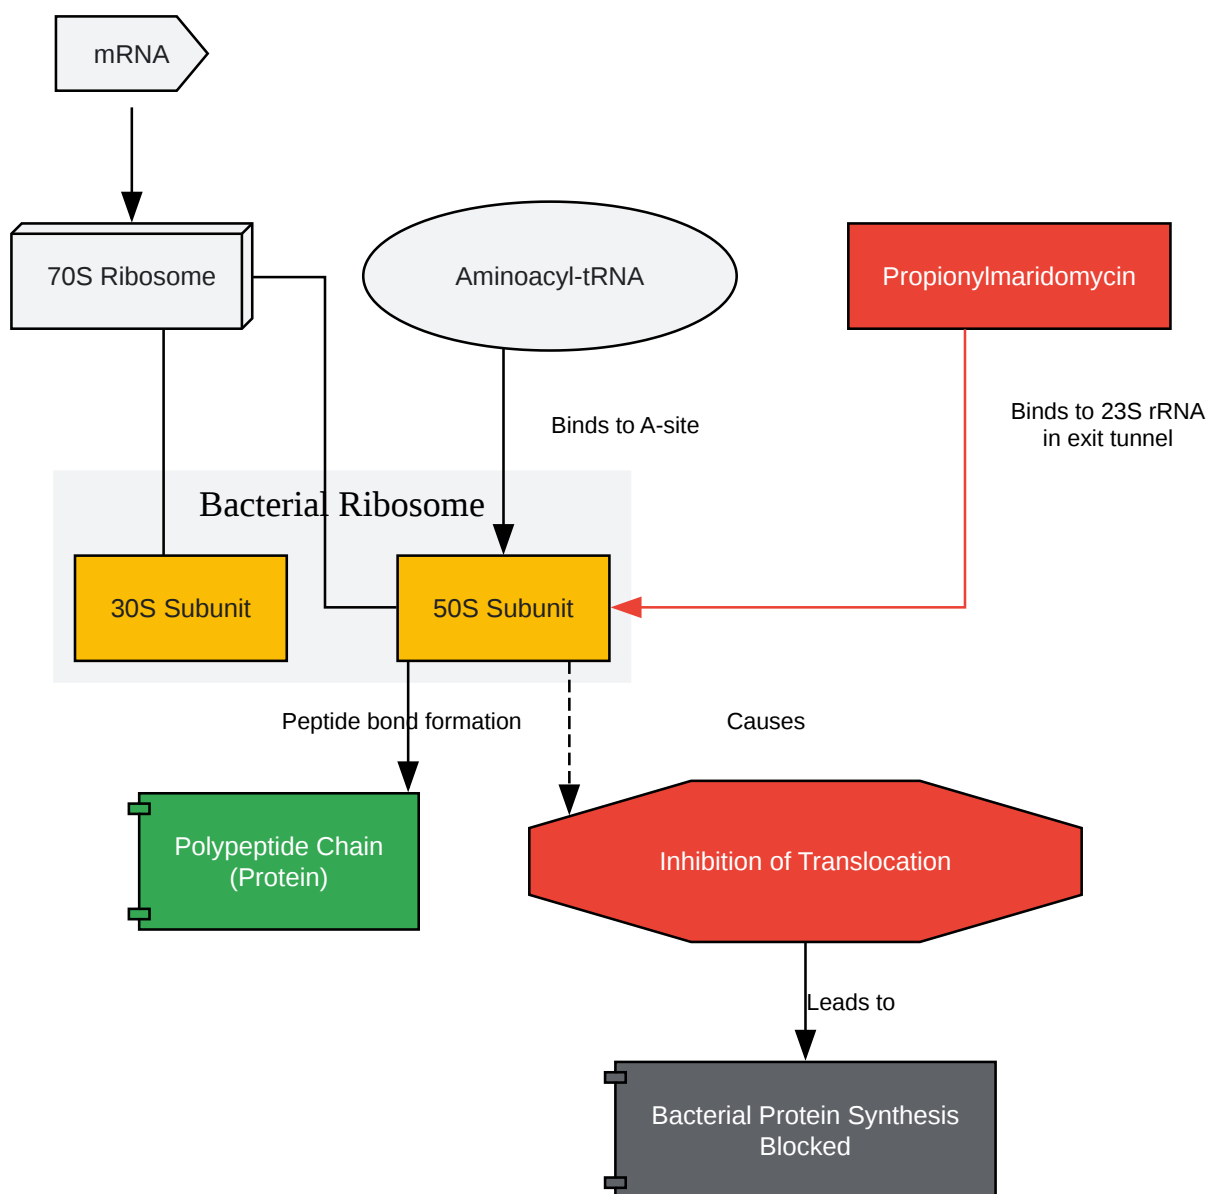 mRNA
70S Ribosome
Aminoacyl-tRNA
Propionylmaridomycin
Binds to A-site
Binds to 23S rRNA
in exit tunnel
Bacterial Ribosome
30S Subunit
50S Subunit
Peptide bond formation
Causes
Polypeptide Chain
(Protein)
Inhibition of Translocation
Leads to
Bacterial Protein Synthesis
Blocked